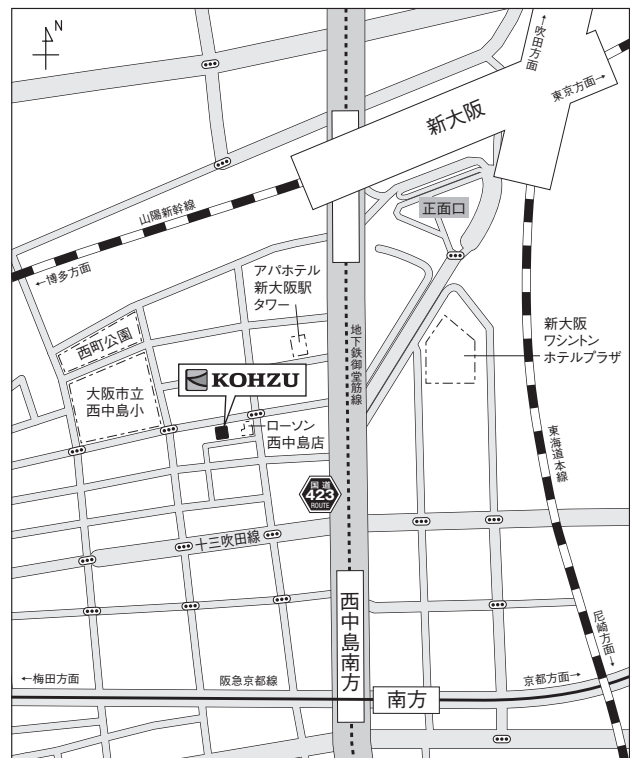 N
↑吹田方面
東京方面→
新大阪
正面口
山陽新幹線
←博多方面
アパホテル
新大阪駅
タワー
西町公園
地下鉄御堂筋線
新大阪
ワシントン
ホテルプラザ
大阪市立
西中島小
KOHZU
ローソン
西中島店
東海道本線
国道
423
ROUTE
十三吹田線
西中島南方
尼崎方面→
←梅田方面
阪急京都線
京都方面→
南方